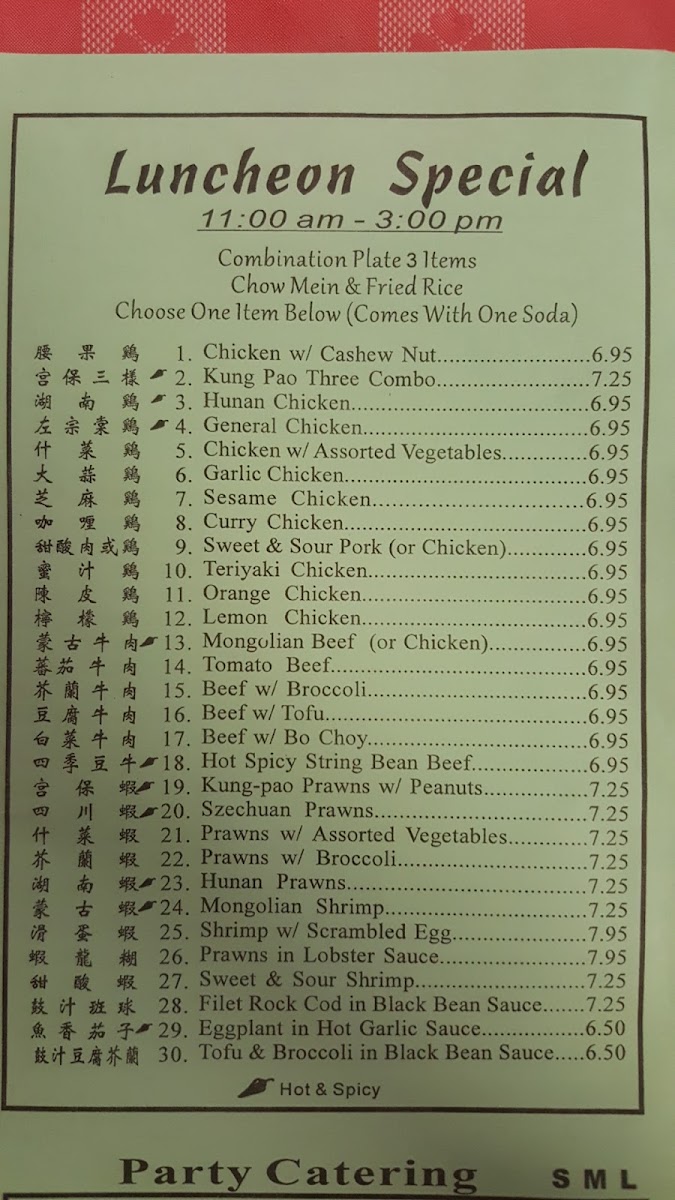 Luncheon Special
11:00 am - 3:00 pm
Combination Plate 3 Items
Chow Mein & Fried Rice
Choose One Item Below (Comes With One Soda)
腰果鷄 1. Chicken w/ Cashew Nut........................6.95
宮保三樣 2. Kung Pao Three Combo.....................7.25
湖南鷄 3. Hunan Chicken................................6.95
左宗棠鷄 4. General Chicken..............................6.95
什菜鷄 5. Chicken w/ Assorted Vegetables............6.95
大蒜鷄 6. Garlic Chicken.................................6.95
芝麻鷄 7. Sesame Chicken.............................6.95
咖喱鷄 8. Curry Chicken.................................6.95
甜酸肉或鷄 9. Sweet & Sour Pork (or Chicken)...........6.95
蜜汁鷄 10. Teriyaki Chicken..............................6.95
陳皮鷄 11. Orange Chicken...............................6.95
檸檬鷄 12. Lemon Chicken...............................6.95
蒙古牛肉 13. Mongolian Beef (or Chicken)..............6.95
蕃茄牛肉 14. Tomato Beef...................................6.95
芥蘭牛肉 15. Beef w/ Broccoli..............................6.95
豆腐牛肉 16. Beef w/ Tofu....................................6.95
白菜牛肉 17. Beef w/ Bo Choy..............................6.95
四季豆牛 18. Hot Spicy String Bean Beef................6.95
宮保蝦 19. Kung-pao Prawns w/ Peanuts..............7.25
四川蝦 20. Szechuan Prawns.............................7.25
什菜蝦 21. Prawns w/ Assorted Vegetables...........7.25
芥蘭蝦 22. Prawns w/ Broccoli..........................7.25
湖南蝦 23. Hunan Prawns.................................7.25
蒙古蝦 24. Mongolian Shrimp...........................7.25
滑蛋蝦 25. Shrimp w/ Scrambled Egg..................7.95
蝦龍糊 26. Prawns in Lobster Sauce....................7.95
甜酸蝦 27. Sweet & Sour Shrimp.......................7.25
豉汁班球 28. Filet Rock Cod in Black Bean Sauce......7.25
魚香茄子 29. Eggplant in Hot Garlic Sauce..............6.50
豉汁豆腐芥蘭 30. Tofu & Broccoli in Black Bean Sauce.....6.50
Hot & Spicy
Party Catering S M L